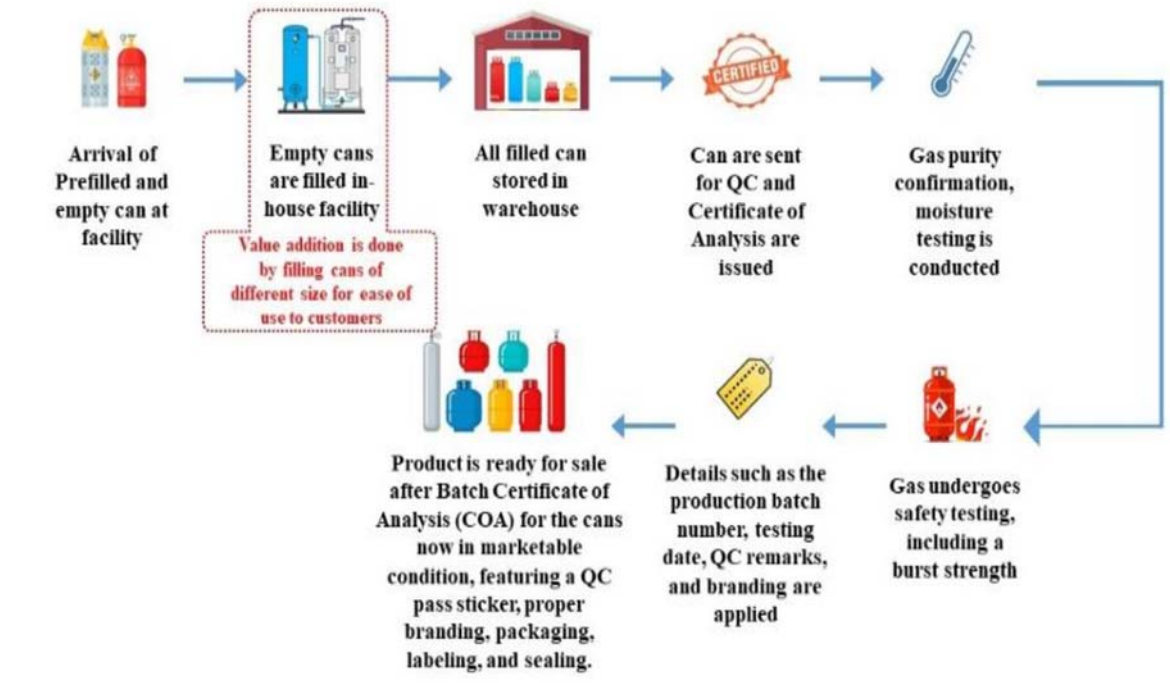 Arrival of
Prefilled and
empty can at
facility
Empty cans
are filled in-
house facility
Value addition is done
by filling cans of
different size for ease of
use to customers
All filled can
stored in
warehouse
CERTIFIED
Can are sent
for QC and
Certificate of
Analysis are
issued
Gas purity
confirmation,
moisture
testing is
conducted
Gas undergoes
safety testing,
including a
burst strength
Details such as the
production batch
number, testing
date, QC remarks,
and branding are
applied
Product is ready for sale
after Batch Certificate of
Analysis (COA) for the cans
now in marketable
condition, featuring a QC
pass sticker, proper
branding, packaging,
labeling, and sealing.